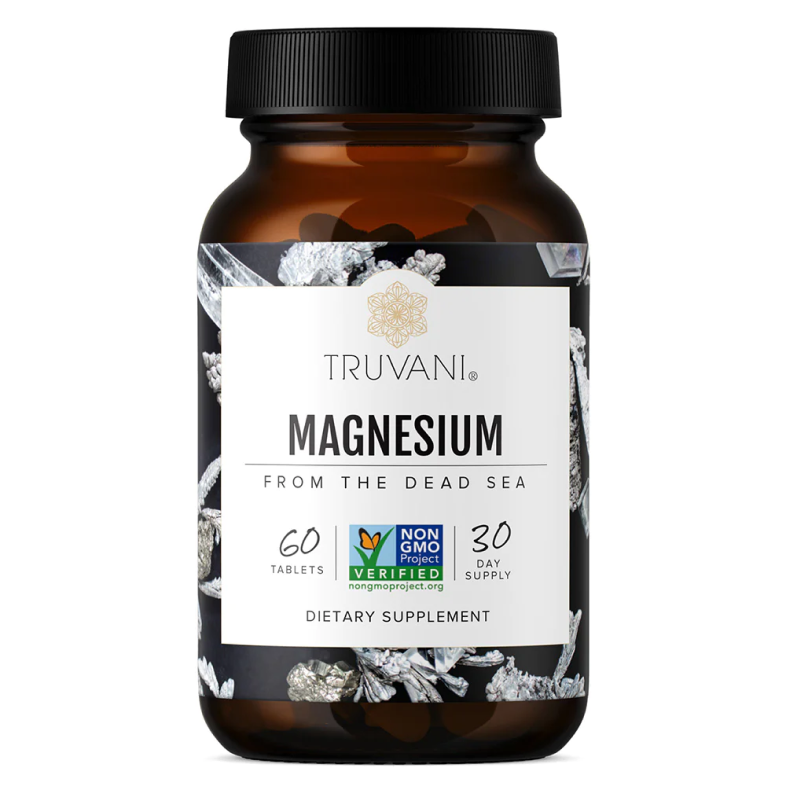 TRUVANI®
MAGNESIUM
FROM THE DEAD SEA
60
TABLETS
NON
GMO
Project
VERIFIED
nongmoproject.org
30
DAY
SUPPLY
DIETARY SUPPLEMENT